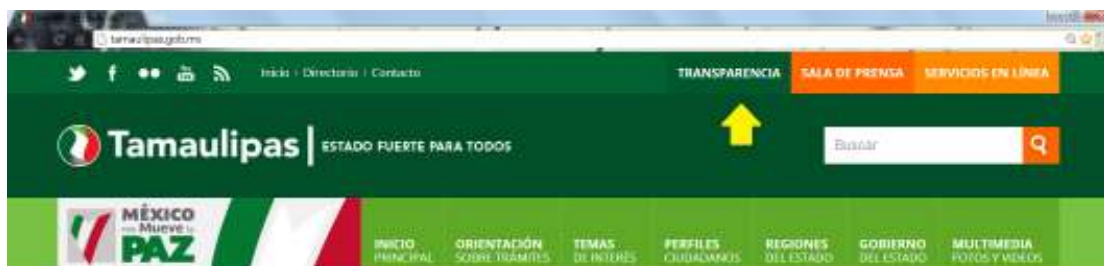 tamaulipas.gob.mx
Inicio | Directorio | Contacto
TRANSPARENCIA
SALA DE PRENSA
SERVICIOS EN LÍNEA
Tamaulipas
ESTADO FUERTE PARA TODOS
Buscar
MÉXICO
Mueve
PAZ
INICIO
PRINCIPAL
ORIENTACIÓN
SOBRE TRÁMITES
TEMAS
DE INTERÉS
PERFILES
CIUDADANOS
REGIONES
DEL ESTADO
GOBIERNO
DEL ESTADO
MULTIMEDIA
FOTOS Y VIDEOS